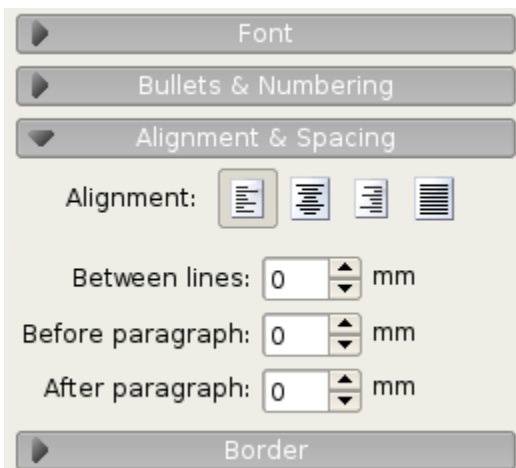 Font
Bullets & Numbering
Alignment & Spacing
Alignment:
Between lines: 0 mm
Before paragraph: 0 mm
After paragraph: 0 mm
Border